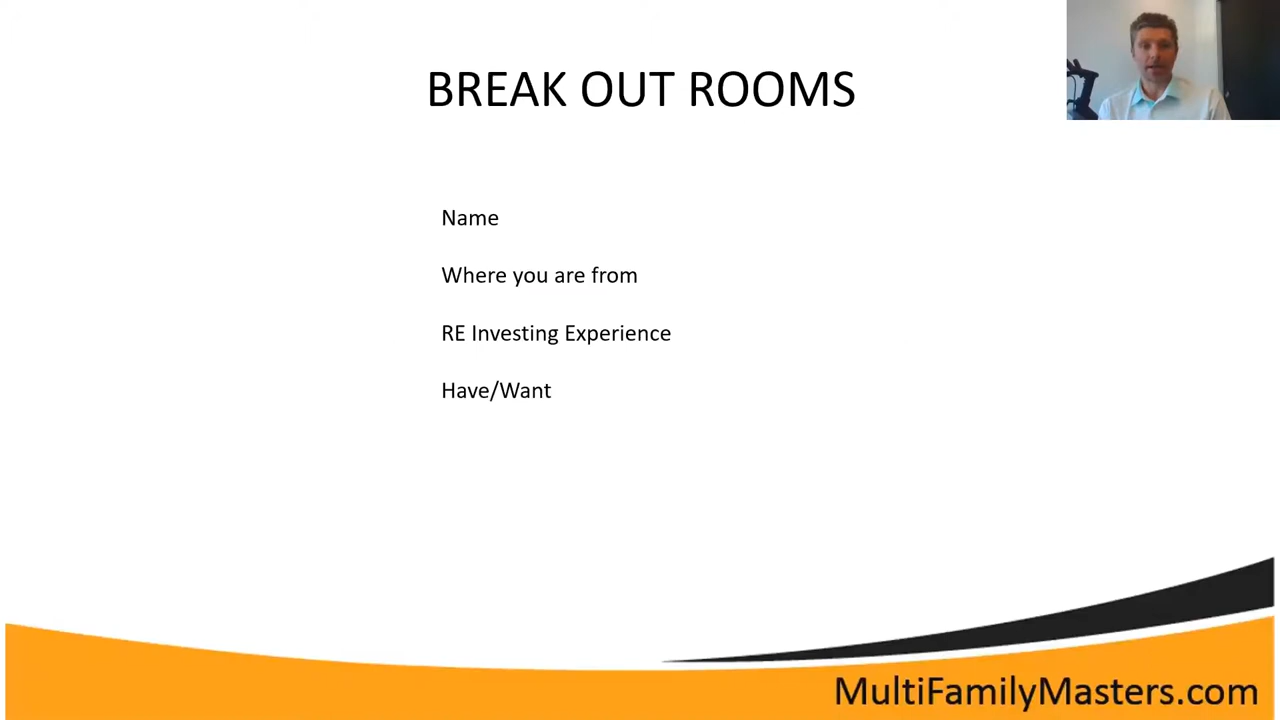 BREAK OUT ROOMS
Name
Where you are from
RE Investing Experience
Have/Want
MultiFamilyMasters.com